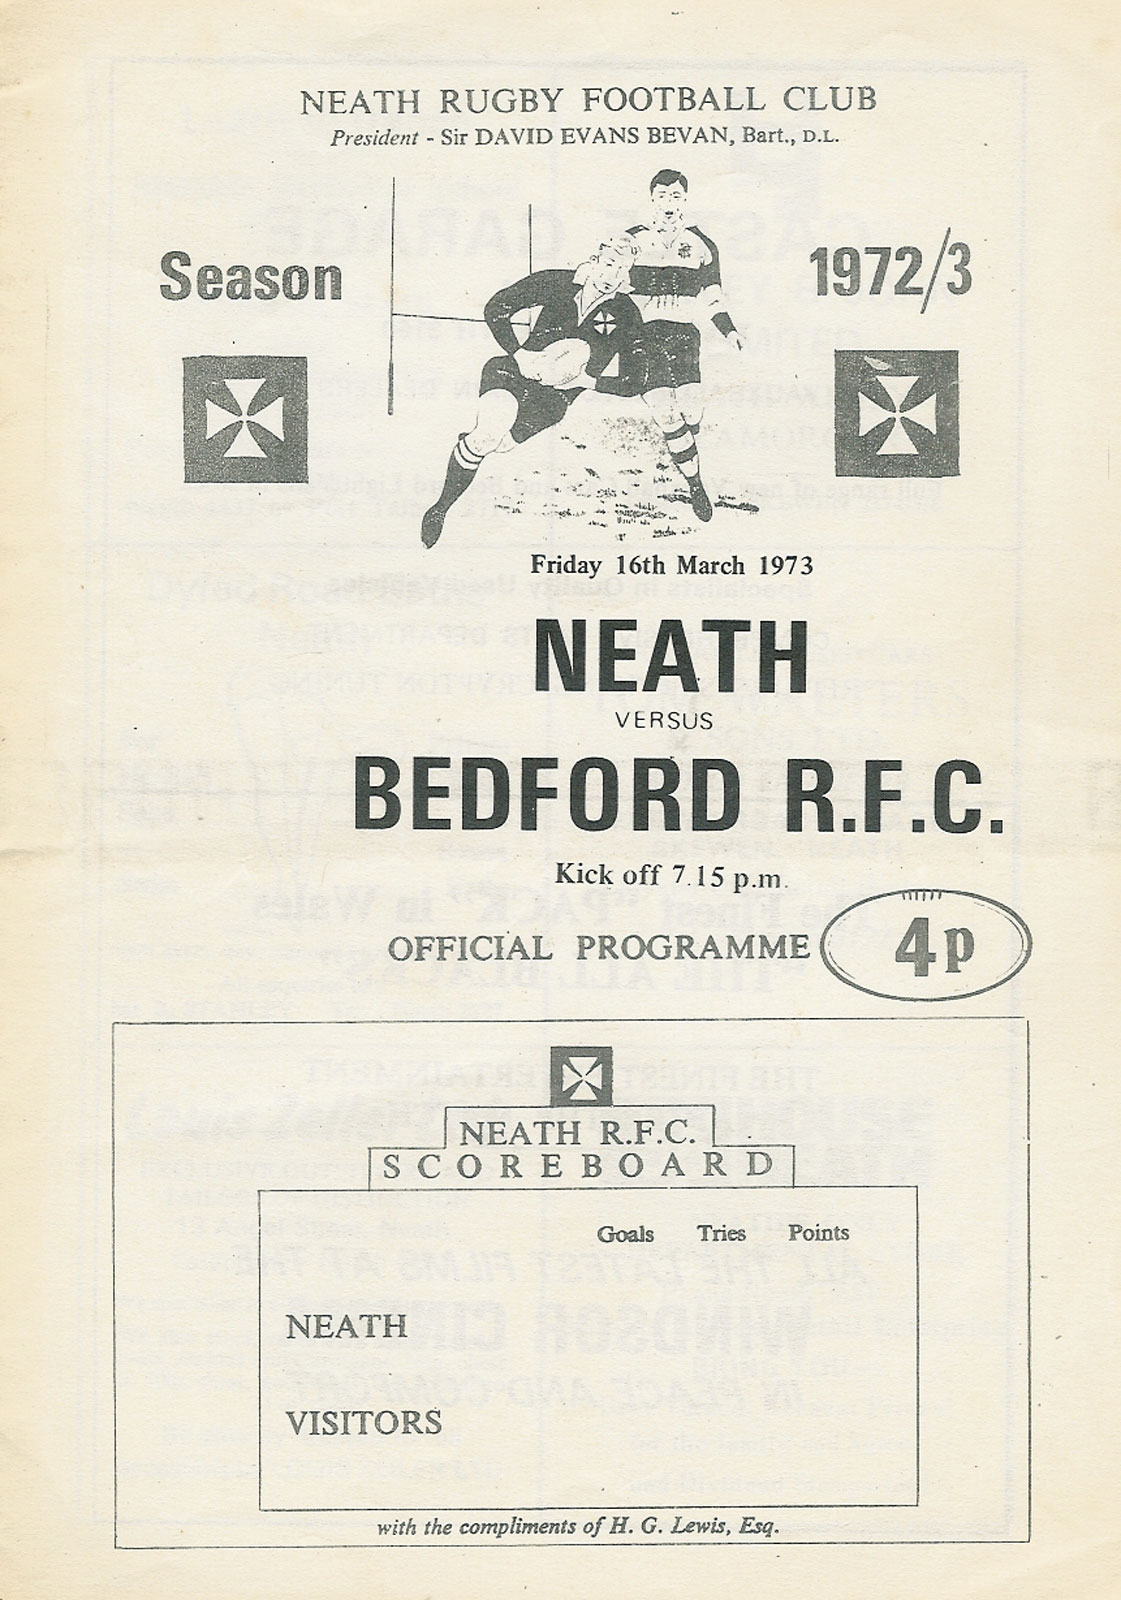 NEATH RUGBY FOOTBALL CLUB
President - Sir DAVID EVANS BEVAN, Bart., D.L.
Season
1972/3
Friday 16th March 1973
NEATH
VERSUS
BEDFORD R.F.C.
Kick off 7.15 p.m.
OFFICIAL PROGRAMME
4p
NEATH R.F.C.
SCOREBOARD
Goals Tries Points
NEATH
VISITORS
with the compliments of H. G. Lewis, Esq.